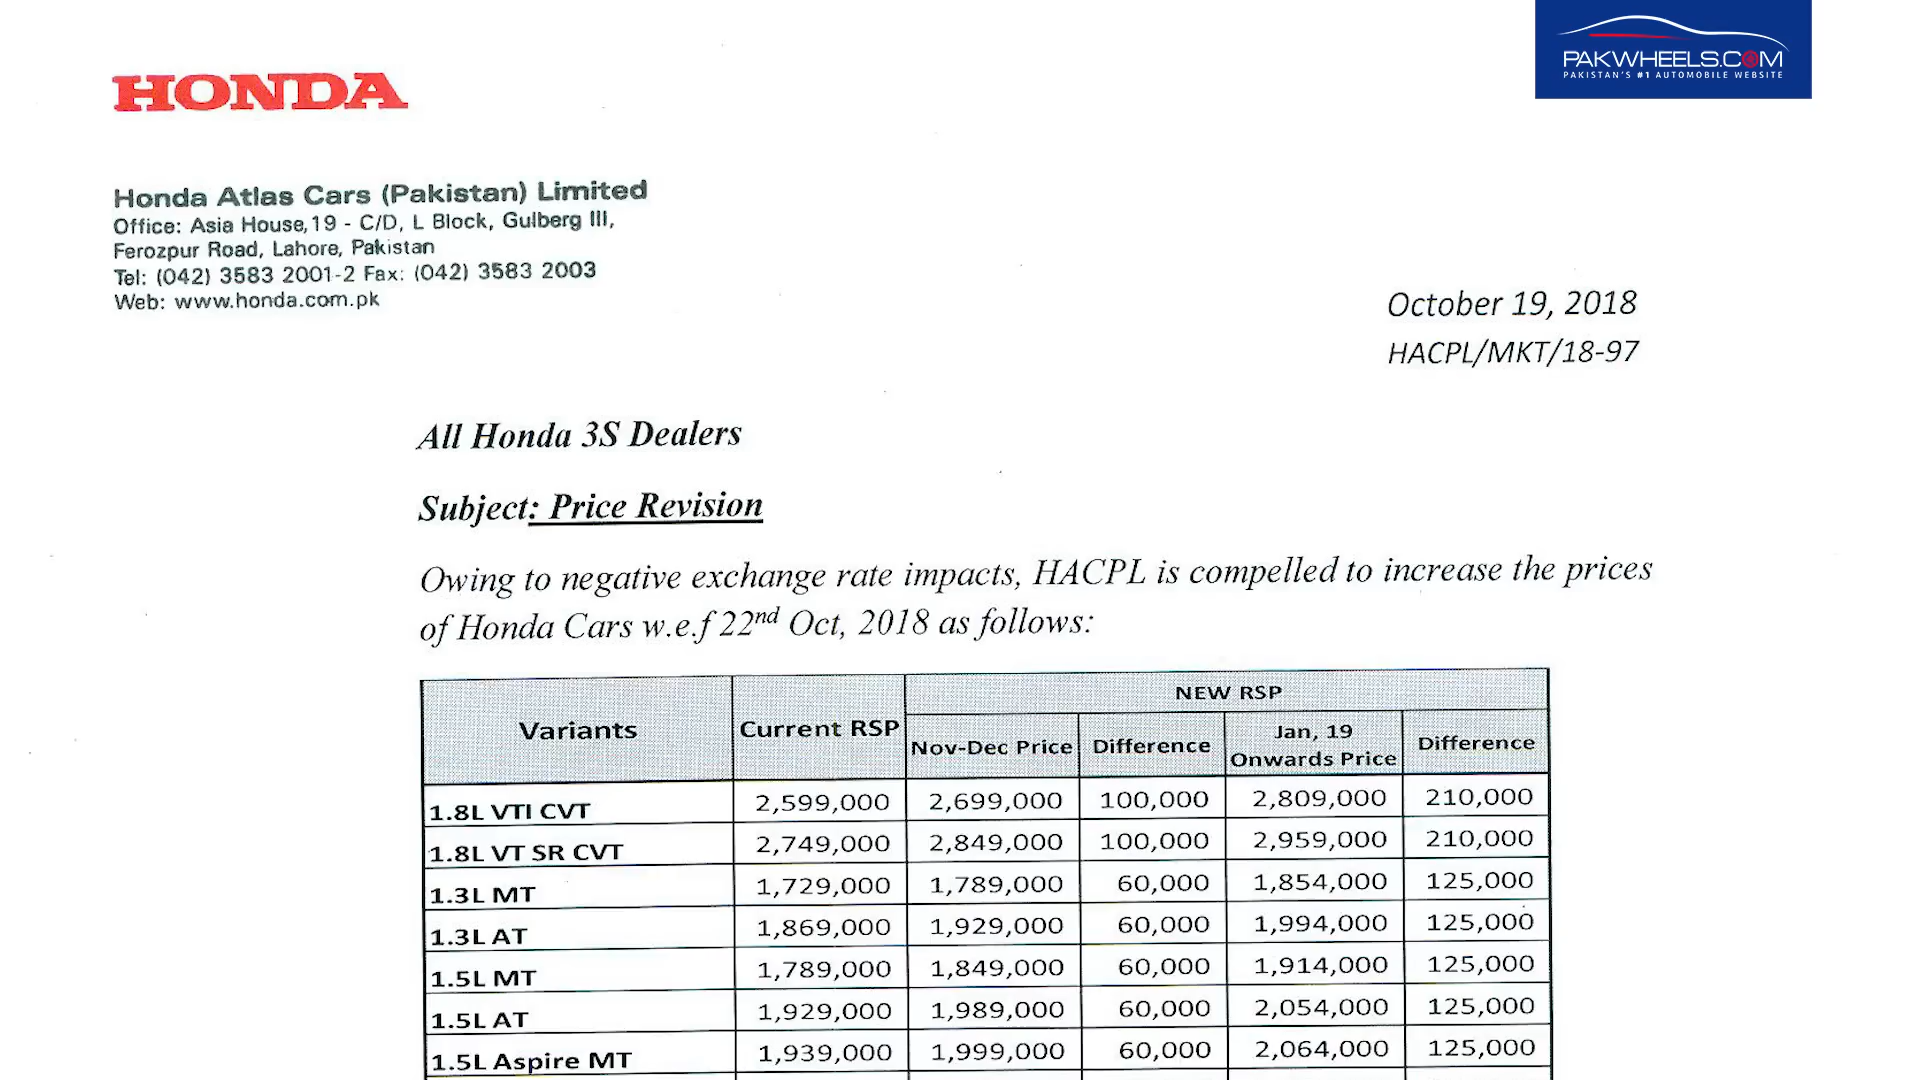 PAKWHEELS.COM
PAKISTAN'S #1 AUTOMOBILE WEBSITE
HONDA
Honda Atlas Cars (Pakistan) Limited
Office: Asia House,19 - C/D, L Block, Gulberg III,
Ferozpur Road, Lahore, Pakistan
Tel: (042) 3583 2001-2 Fax: (042) 3583 2003
Web: www.honda.com.pk
October 19, 2018
HACPL/MKT/18-97
All Honda 3S Dealers
Subject: Price Revision
Owing to negative exchange rate impacts, HACPL is compelled to increase the prices
of Honda Cars w.e.f 22nd Oct, 2018 as follows:
Variants Current RSP NEW RSP
Nov-Dec Price Difference Jan, 19 Onwards Price Difference
1.8L VTI CVT 2,599,000 2,699,000 100,000 2,809,000 210,000
1.8L VT SR CVT 2,749,000 2,849,000 100,000 2,959,000 210,000
1.3L MT 1,729,000 1,789,000 60,000 1,854,000 125,000
1.3L AT 1,869,000 1,929,000 60,000 1,994,000 125,000
1.5L MT 1,789,000 1,849,000 60,000 1,914,000 125,000
1.5L AT 1,929,000 1,989,000 60,000 2,054,000 125,000
1.5L Aspire MT 1,939,000 1,999,000 60,000 2,064,000 125,000